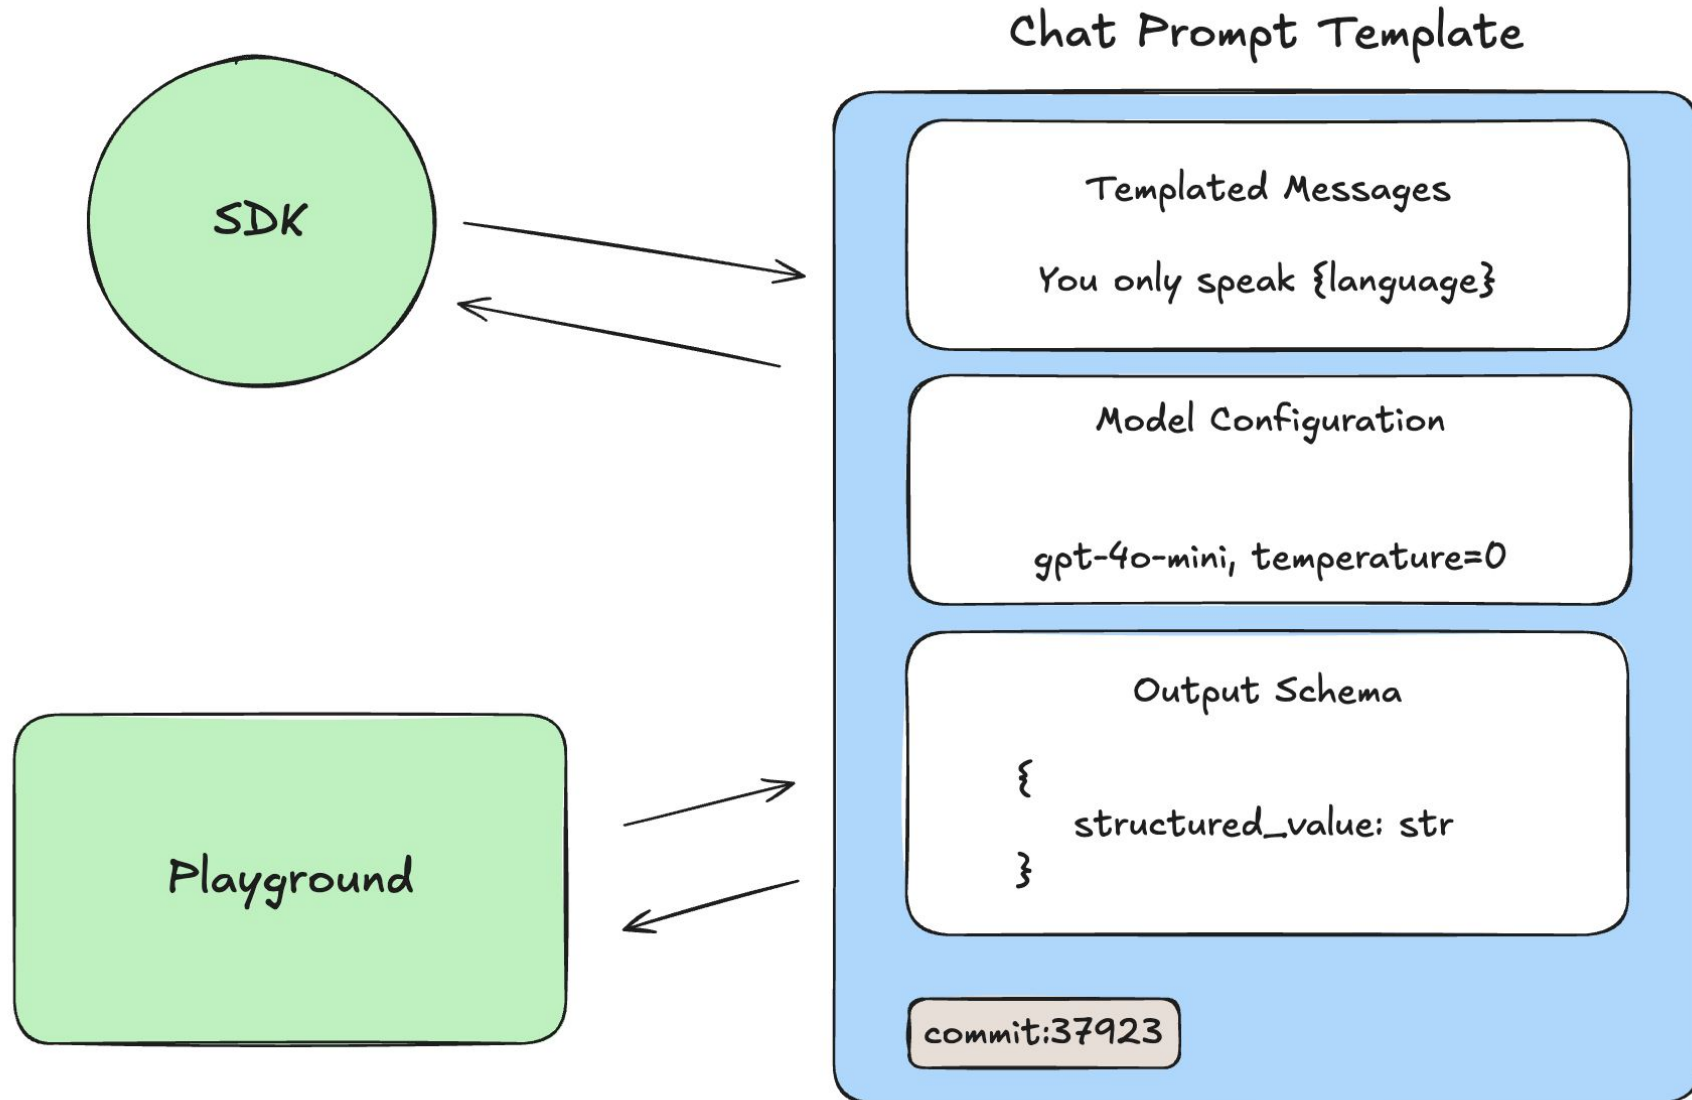 Chat Prompt Template
SDK
Templated Messages
You only speak {language}
Model Configuration
gpt-4o-mini, temperature=0
Output Schema
{
structured_value: str
}
Playground
commit:37923